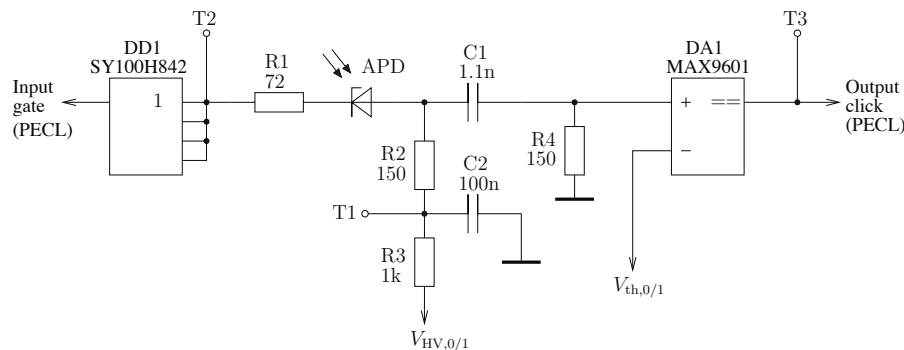 T2
T3
DD1
SY100H842
R1
72
APD
C1
1.1n
DA1
MAX9601
Input
gate
(PECL)
1
+
==
−
Output
click
(PECL)
R2
150
C2
100n
R4
150
T1
R3
1k
V_th,0/1
V_HV,0/1